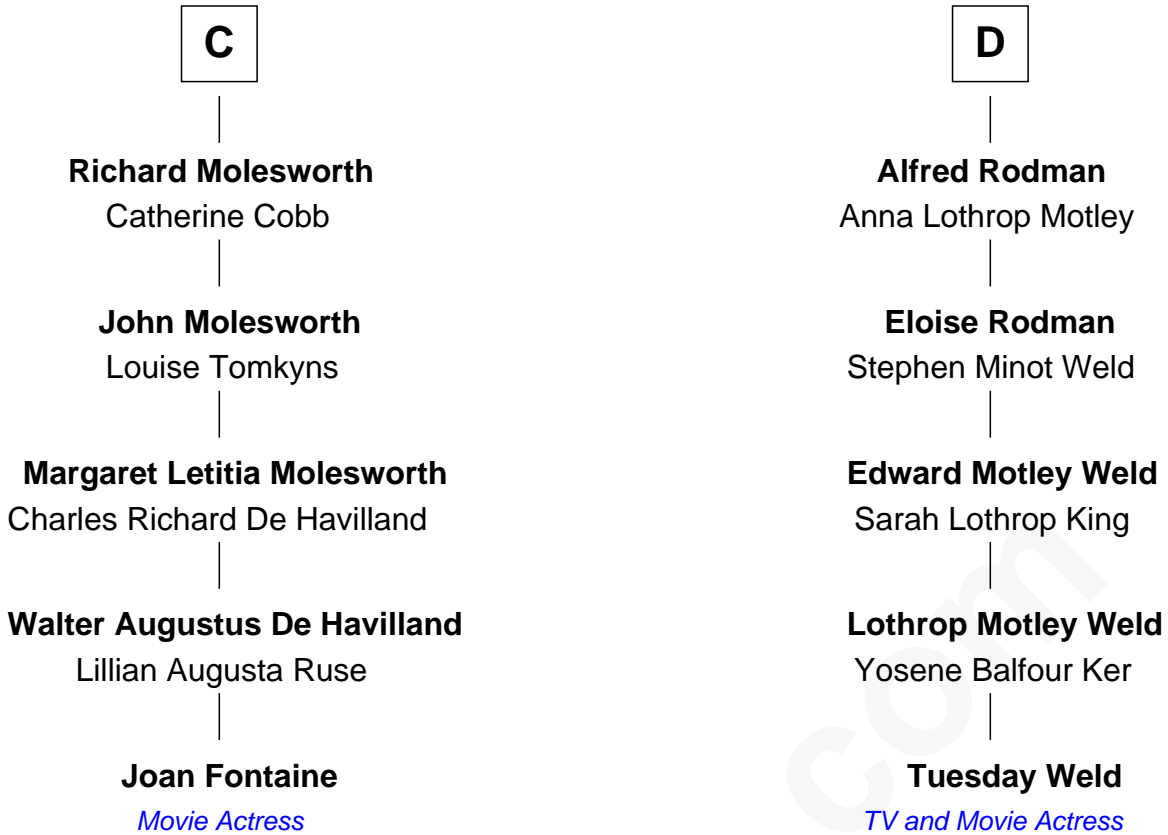 C
Richard Molesworth
Catherine Cobb
John Molesworth
Louise Tomkyns
Margaret Letitia Molesworth
Charles Richard De Havilland
Walter Augustus De Havilland
Lillian Augusta Ruse
Joan Fontaine
Movie Actress
D
Alfred Rodman
Anna Lothrop Motley
Eloise Rodman
Stephen Minot Weld
Edward Motley Weld
Sarah Lothrop King
Lothrop Motley Weld
Yosene Balfour Ker
Tuesday Weld
TV and Movie Actress
com